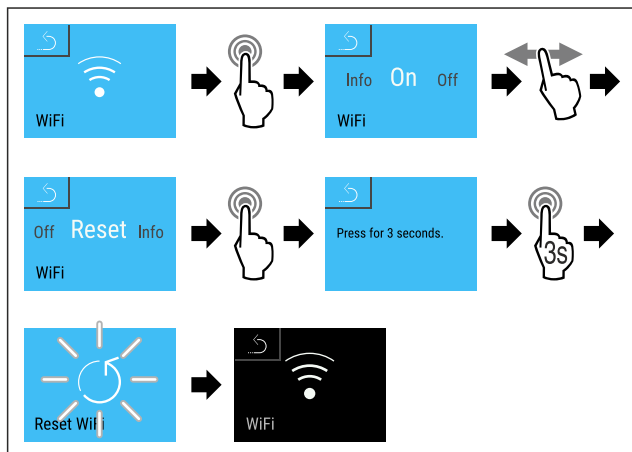 WiFi
Info On Off
WiFi
Off Reset Info
WiFi
Press for 3 seconds.
3s
Reset WiFi
WiFi